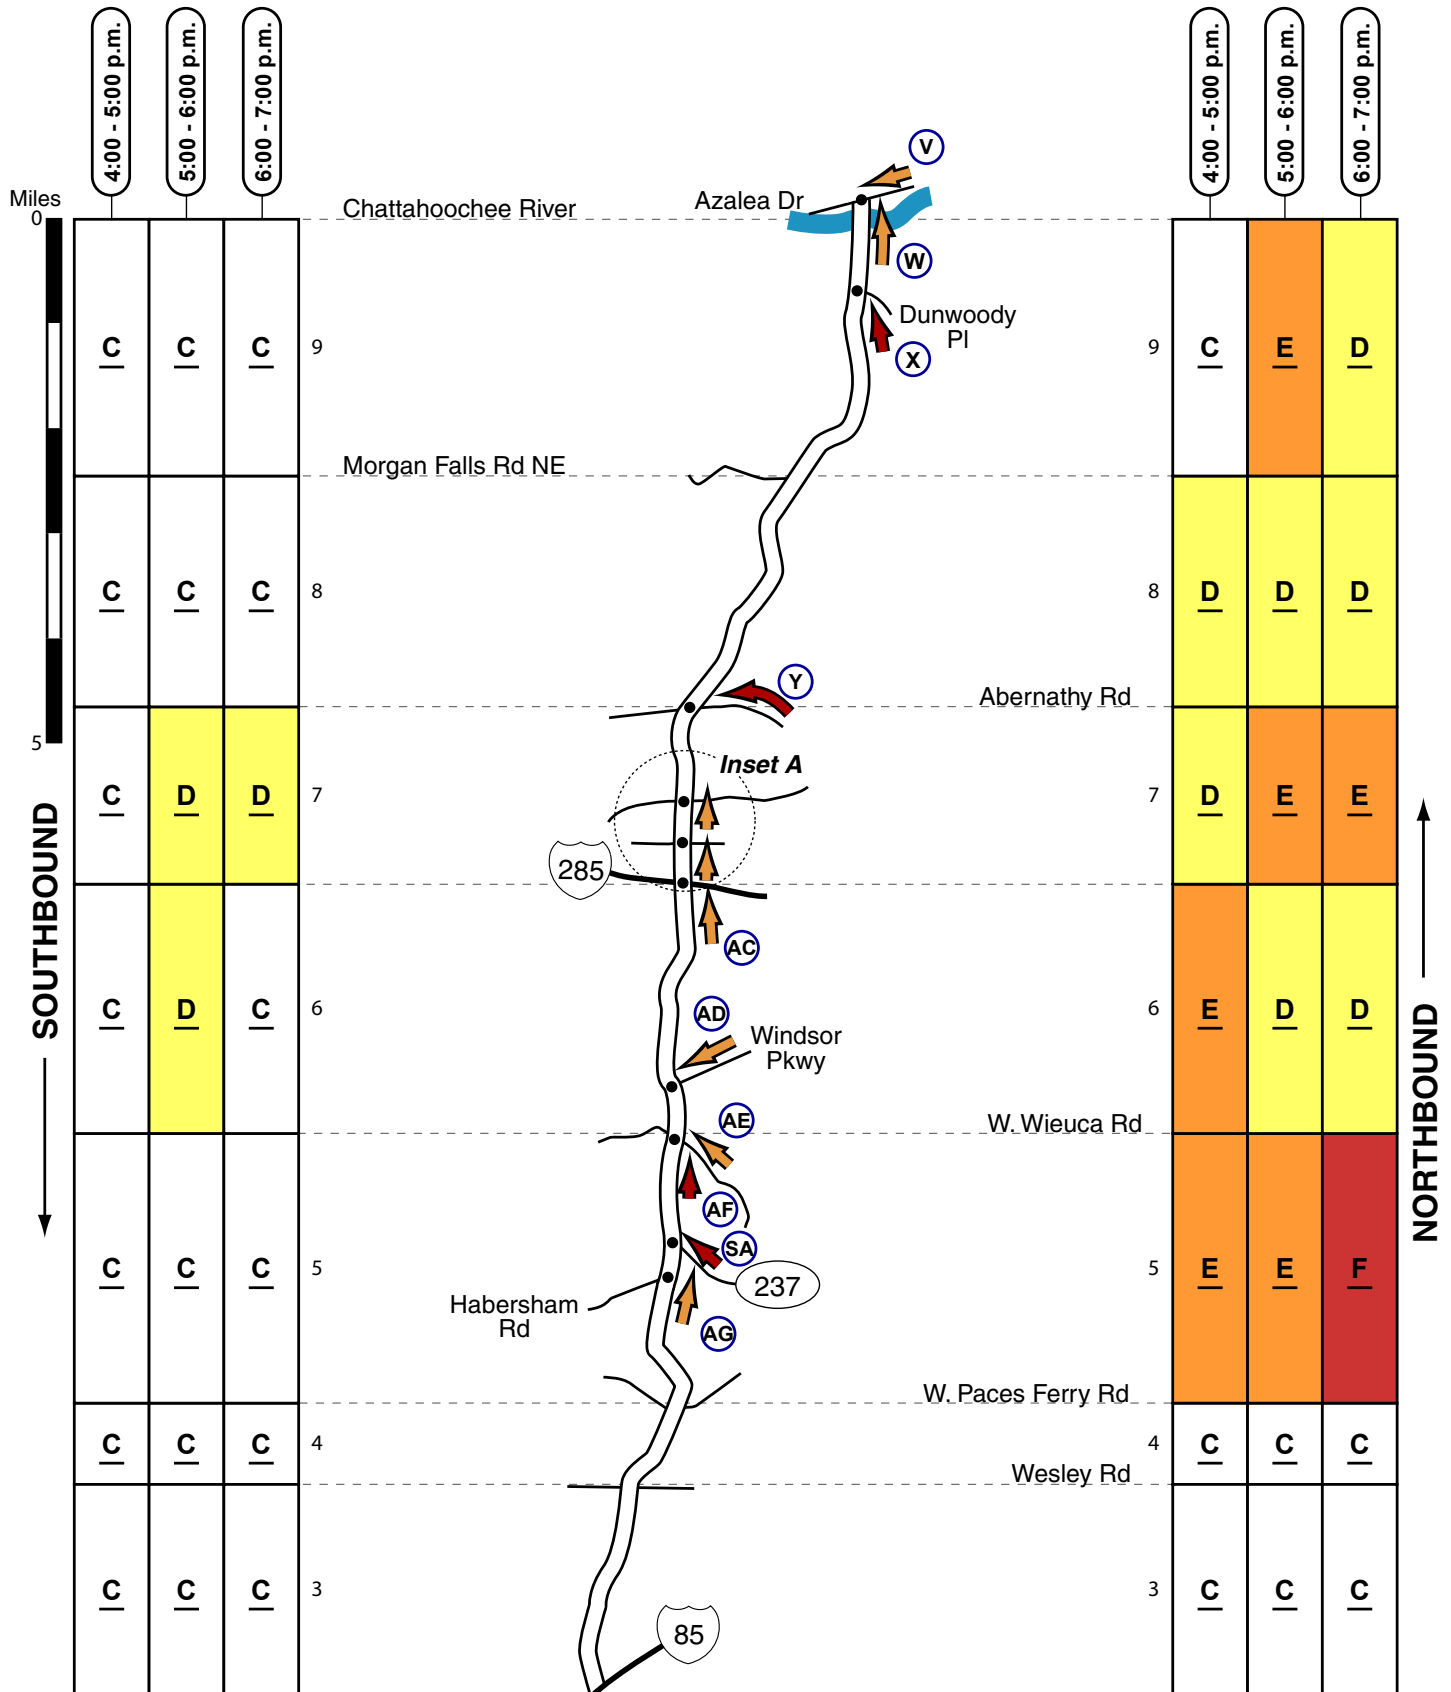 4:00 - 5:00 p.m.
5:00 - 6:00 p.m.
6:00 - 7:00 p.m.
4:00 - 5:00 p.m.
5:00 - 6:00 p.m.
6:00 - 7:00 p.m.
V
Miles
0
Chattahoochee River
Azalea Dr
W
Dunwoody
Pl
X
C C C 9
9 C E D
Morgan Falls Rd NE
C C C 8
8 D D D
Y
Abernathy Rd
5
Inset A
C D D 7
7 D E E
SOUTHBOUND
285
AC
C D C 6
6 E D D
AD
Windsor
Pkwy
NORTHBOUND
AE
W. Wieuca Rd
AF
SA
C C C 5
5 E E F
237
Habersham
Rd
AG
W. Paces Ferry Rd
C C C 4
4 C C C
Wesley Rd
C C C 3
3 C C C
85